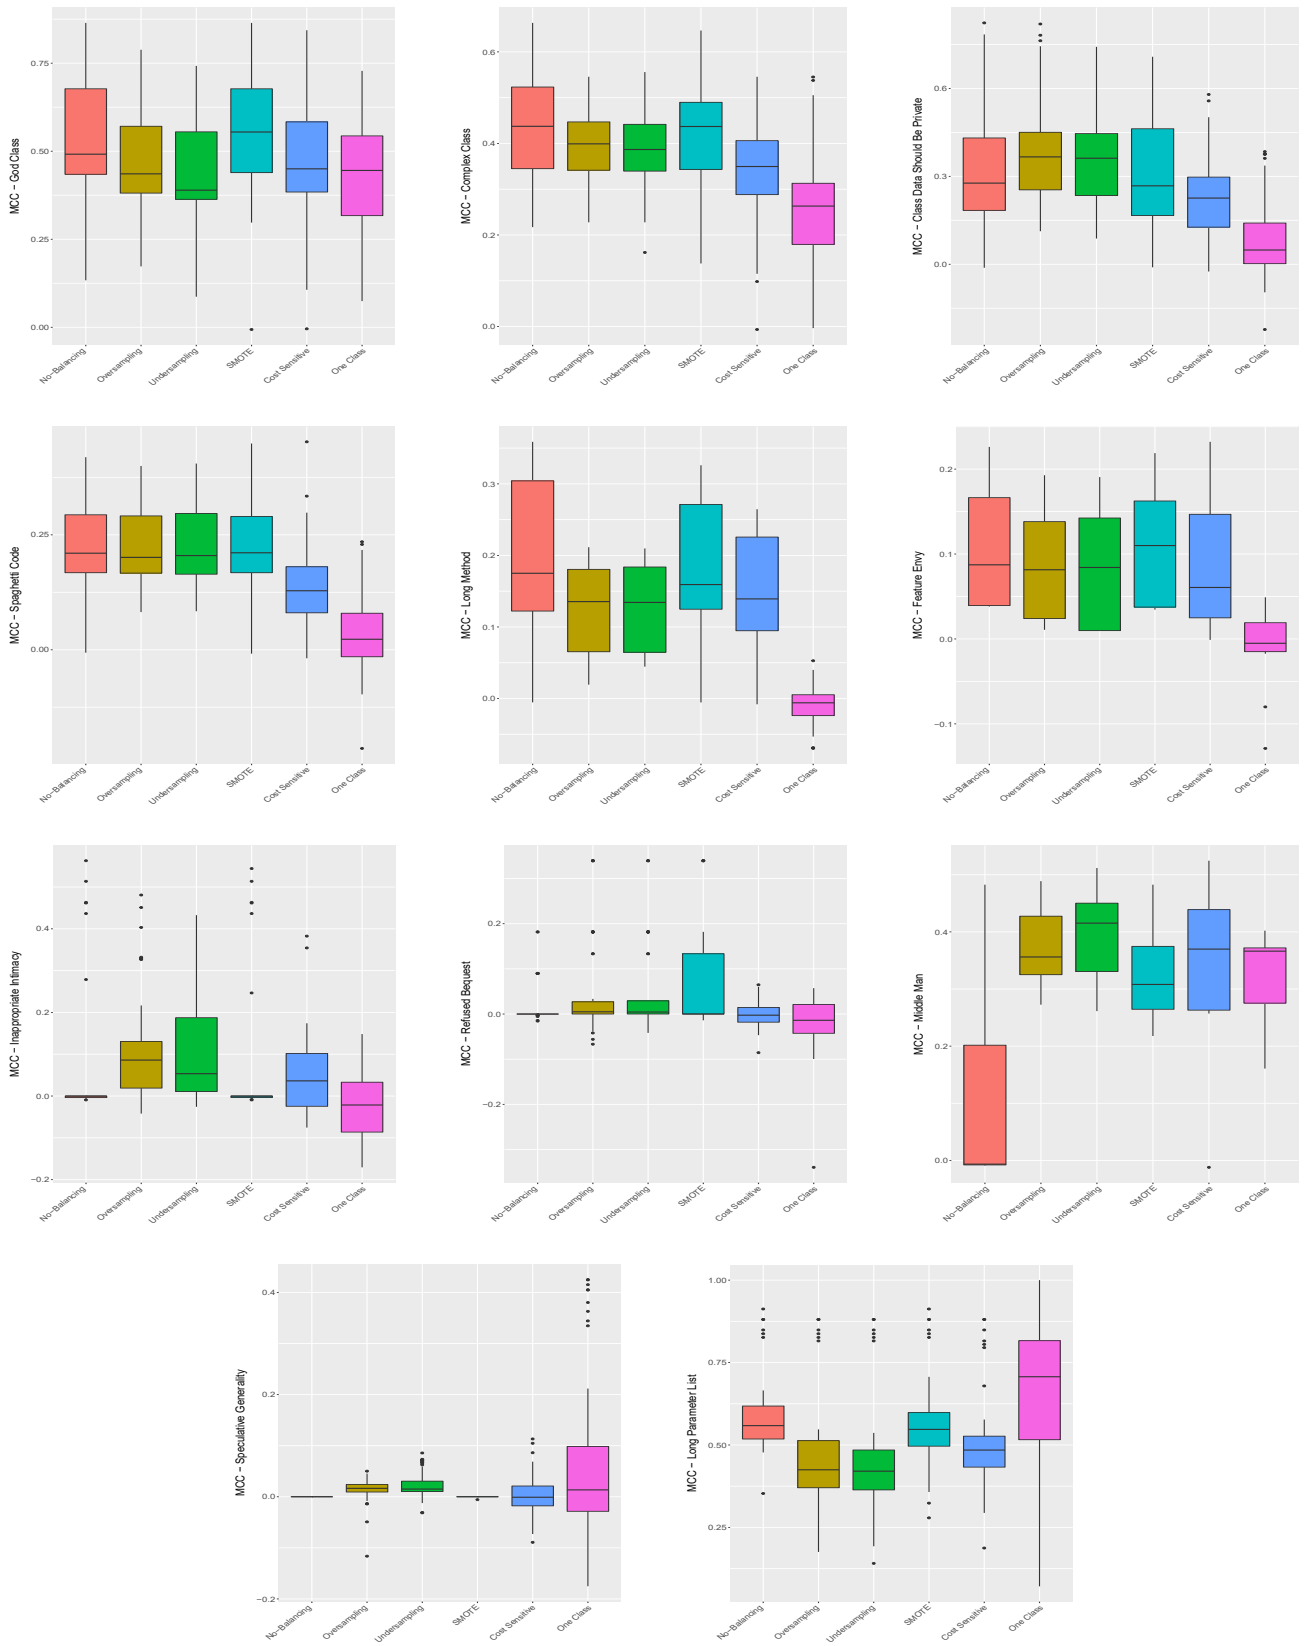 MCC − God Class
0.75
0.50
0.25
0.00
No−Balancing
Oversampling
Undersampling
SMOTE
Cost Sensitive
One Class
MCC − Complex Class
0.6
0.4
0.2
0.0
No−Balancing
Oversampling
Undersampling
SMOTE
Cost Sensitive
One Class
MCC − Class Data Should Be Private
0.6
0.3
0.0
No−Balancing
Oversampling
Undersampling
SMOTE
Cost Sensitive
One Class
MCC − Spaghetti Code
0.25
0.00
No−Balancing
Oversampling
Undersampling
SMOTE
Cost Sensitive
One Class
MCC − Long Method
0.3
0.2
0.1
0.0
No−Balancing
Oversampling
Undersampling
SMOTE
Cost Sensitive
One Class
MCC − Feature Envy
0.2
0.1
0.0
−0.1
No−Balancing
Oversampling
Undersampling
SMOTE
Cost Sensitive
One Class
MCC − Inappropriate Intimacy
0.4
0.2
0.0
−0.2
No−Balancing
Oversampling
Undersampling
SMOTE
Cost Sensitive
One Class
MCC − Refused Bequest
0.2
0.0
−0.2
No−Balancing
Oversampling
Undersampling
SMOTE
Cost Sensitive
One Class
MCC − Middle Man
0.4
0.2
0.0
No−Balancing
Oversampling
Undersampling
SMOTE
Cost Sensitive
One Class
MCC − Speculative Generality
0.4
0.2
0.0
−0.2
No−Balancing
Oversampling
Undersampling
SMOTE
Cost Sensitive
One Class
MCC − Long Parameter List
1.00
0.75
0.50
0.25
No−Balancing
Oversampling
Undersampling
SMOTE
Cost Sensitive
One Class